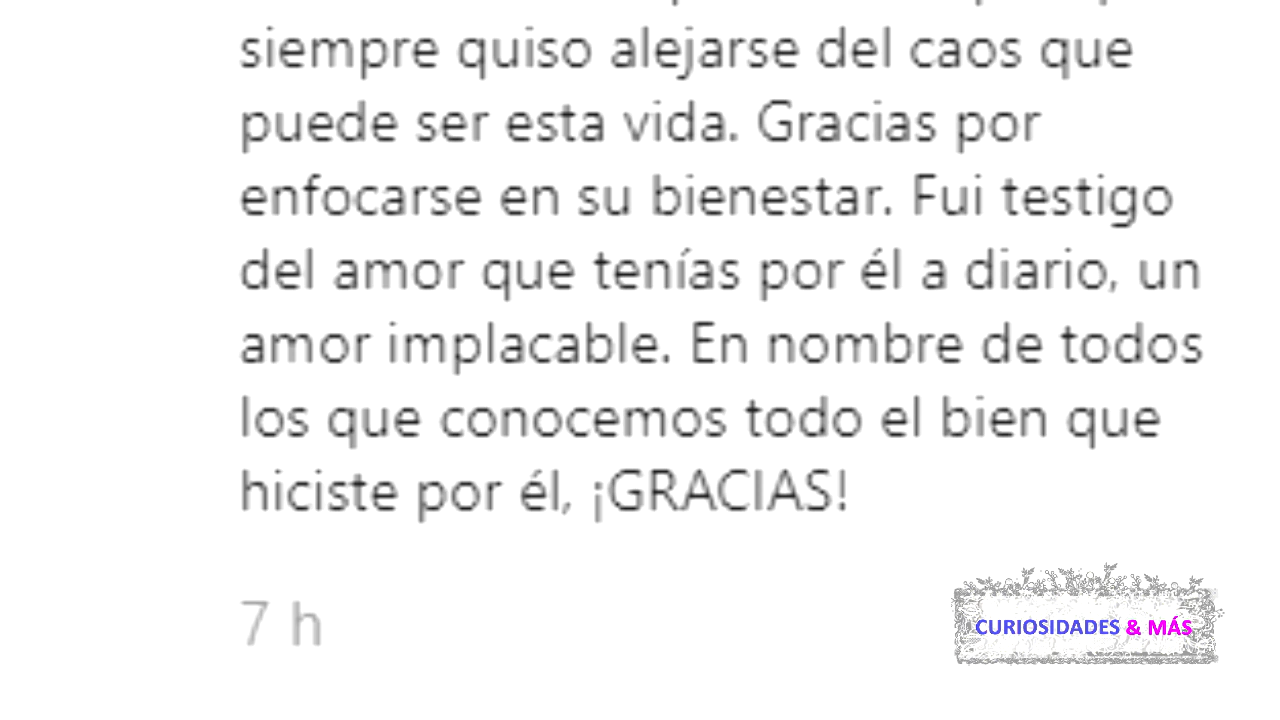 siempre quiso alejarse del caos que
puede ser esta vida. Gracias por
enfocarse en su bienestar. Fui testigo
del amor que tenías por él a diario, un
amor implacable. En nombre de todos
los que conocemos todo el bien que
hiciste por él, ¡GRACIAS!
7 h
CURIOSIDADES & MÁS